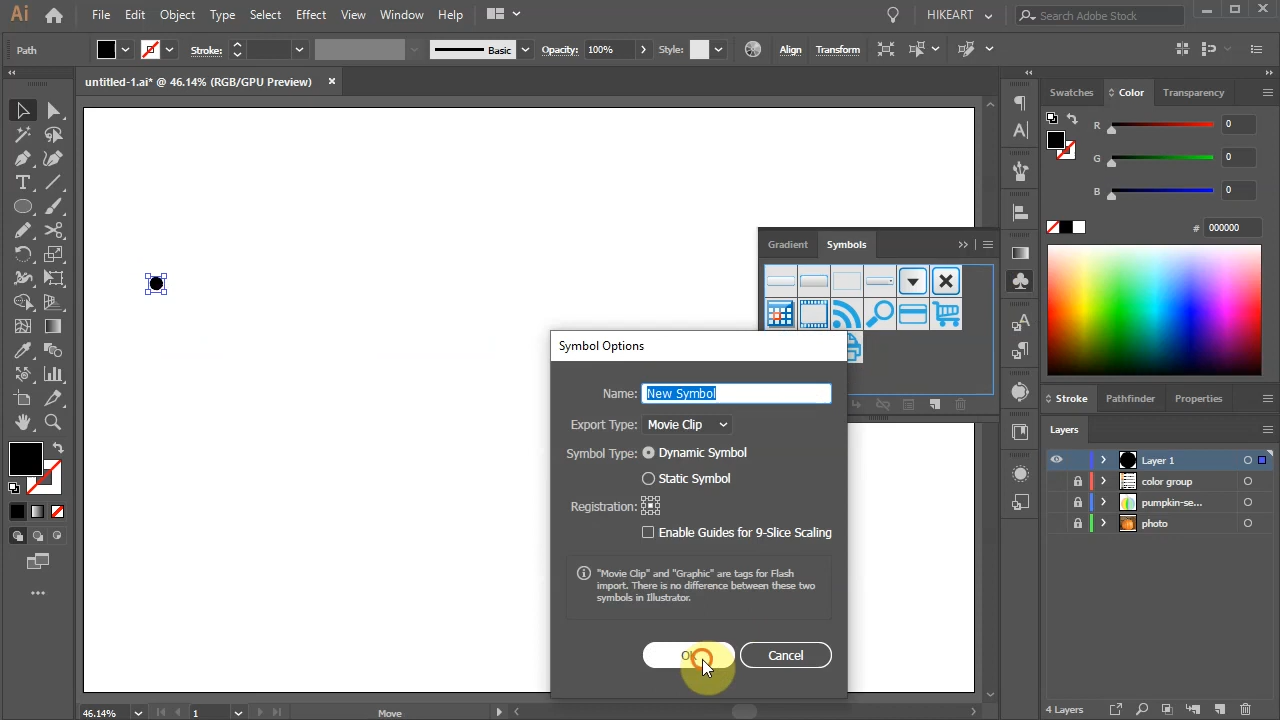 Ai File Edit Object Type Select Effect View Window Help HIKEART Search Adobe Stock
Path Stroke: Basic Opacity: 100% Style: Align Transform
untitled-1.ai* @ 46.14% (RGB/GPU Preview)
Swatches Color Transparency
R 0
G 0
B 0
# 000000
Gradient Symbols
Symbol Options
Name: New Symbol
Export Type: Movie Clip
Symbol Type: Dynamic Symbol
Static Symbol
Registration:
Enable Guides for 9-Slice Scaling
"Movie Clip" and "Graphic" are tags for Flash
import. There is no difference between these two
symbols in Illustrator.
OK Cancel
Stroke Pathfinder Properties
Layers
Layer 1
color group
pumpkin-se...
photo
4 Layers
46.14% 1 Move